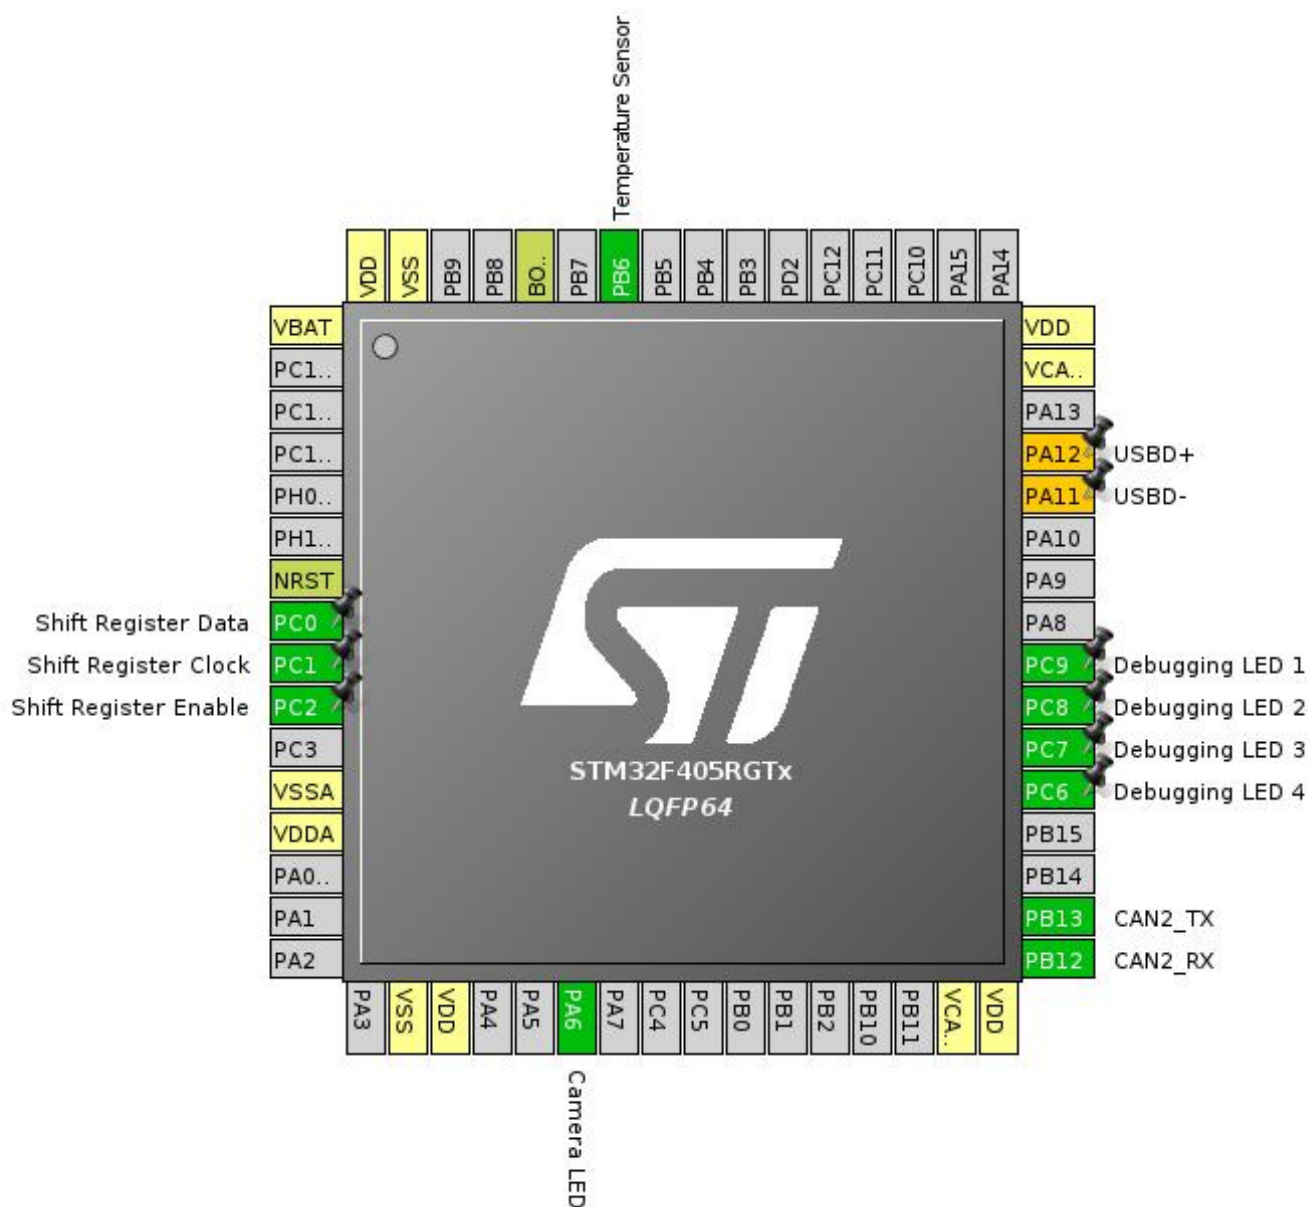 Temperature Sensor
VDD
VSS
PB9
PB8
BO..
PB7
PB6
PB5
PB4
PB3
PD2
PC12
PC11
PC10
PA15
PA14
VBAT
PC1..
PC1..
PC1..
PH0..
PH1..
NRST
Shift Register Data PC0
Shift Register Clock PC1
Shift Register Enable PC2
PC3
VSSA
VDDA
PA0..
PA1
PA2
ST
STM32F405RGTx
LQFP64
VDD
VCA..
PA13
PA12 USBD+
PA11 USBD-
PA10
PA9
PA8
PC9 Debugging LED 1
PC8 Debugging LED 2
PC7 Debugging LED 3
PC6 Debugging LED 4
PB15
PB14
PB13 CAN2_TX
PB12 CAN2_RX
PA3
VSS
VDD
PA4
PA5
PA6
PA7
PC4
PC5
PB0
PB1
PB2
PB10
PB11
VCA..
VDD
Camera LED